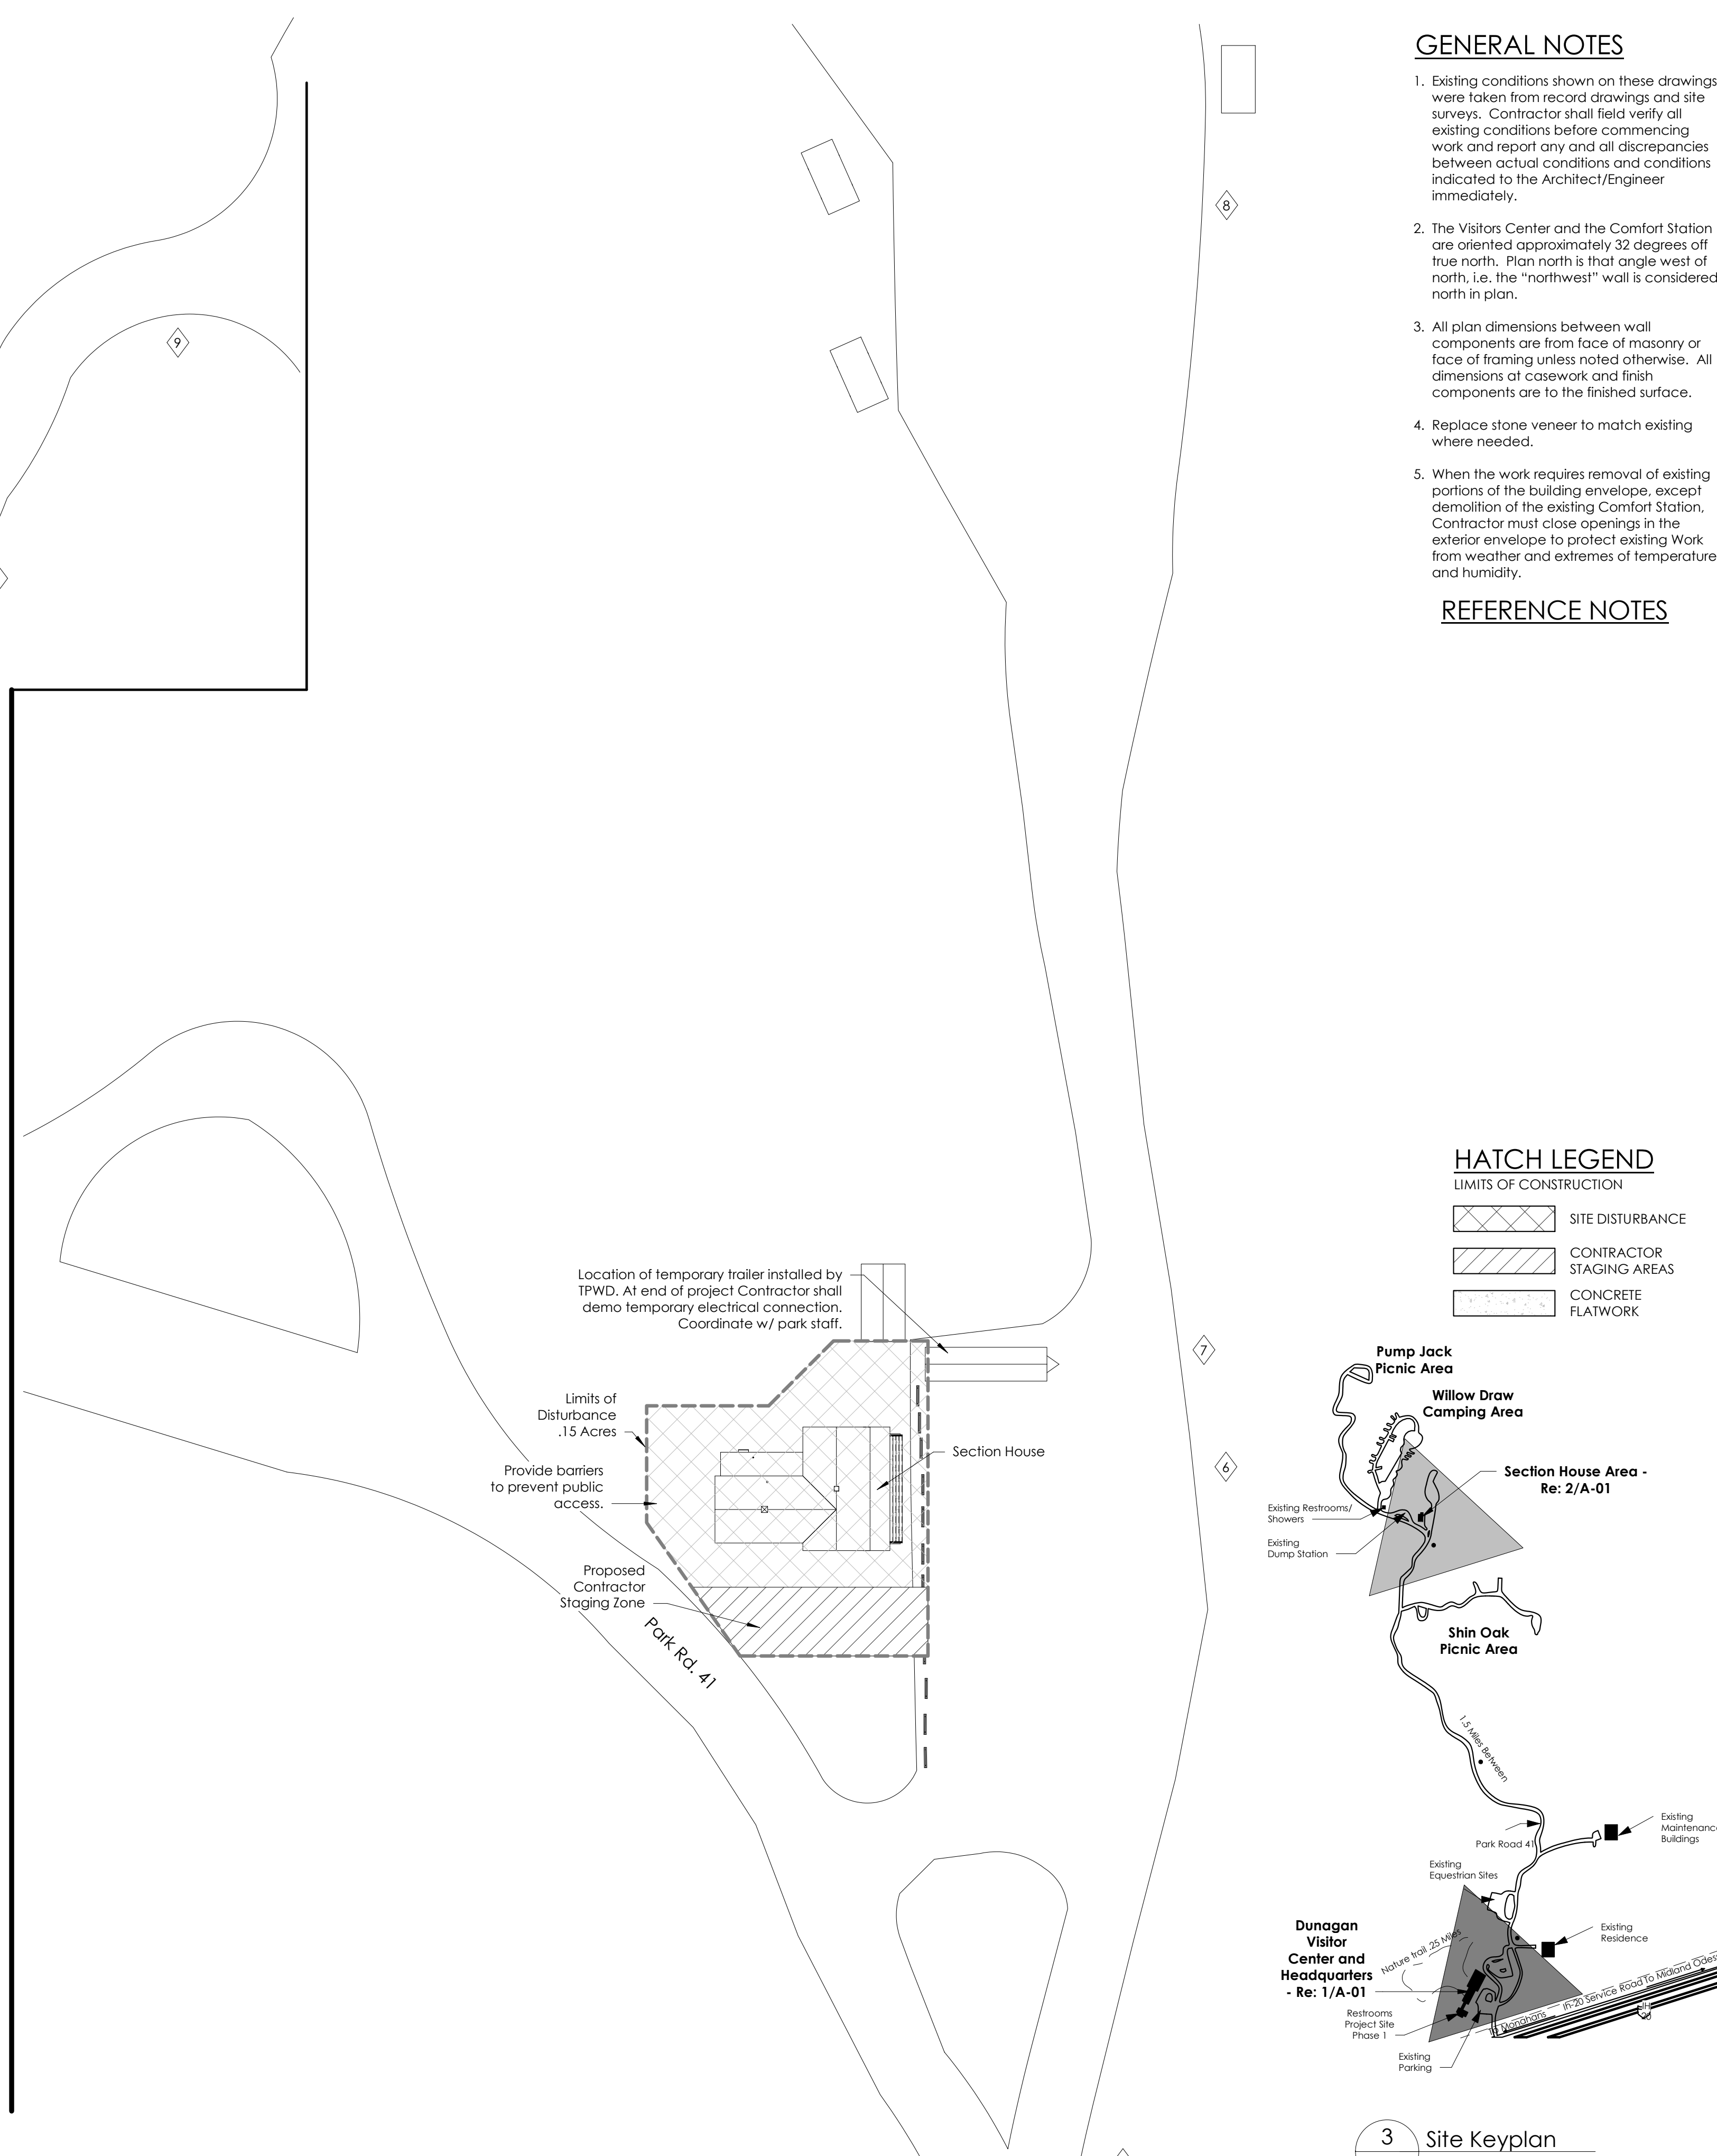 GENERAL NOTES
1. Existing conditions shown on these drawings
were taken from record drawings and site
surveys. Contractor shall field verify all
existing conditions before commencing
work and report any and all discrepancies
between actual conditions and conditions
indicated to the Architect/Engineer
immediately.
2. The Visitors Center and the Comfort Station
are oriented approximately 32 degrees off
true north. Plan north is that angle west of
north, i.e. the “northwest” wall is considered
north in plan.
3. All plan dimensions between wall
components are from face of masonry or
face of framing unless noted otherwise. All
dimensions at casework and finish
components are to the finished surface.
4. Replace stone veneer to match existing
where needed.
5. When the work requires removal of existing
portions of the building envelope, except
demolition of the existing Comfort Station,
Contractor must close openings in the
exterior envelope to protect existing Work
from weather and extremes of temperature
and humidity.
REFERENCE NOTES
8
9
7
6
Location of temporary trailer installed by
TPWD. At end of project Contractor shall
demo temporary electrical connection.
Coordinate w/ park staff.
Limits of
Disturbance
.15 Acres
Provide barriers
to prevent public
access.
Section House
Proposed
Contractor
Staging Zone
Park Rd. 41
HATCH LEGEND
LIMITS OF CONSTRUCTION
SITE DISTURBANCE
CONTRACTOR
STAGING AREAS
CONCRETE
FLATWORK
Pump Jack
Picnic Area
Willow Draw
Camping Area
Section House Area -
Re: 2/A-01
Existing Restrooms/
Showers
Existing
Dump Station
Shin Oak
Picnic Area
1.5 Miles Between
Park Road 41
Existing
Maintenance
Buildings
Existing
Equestrian Sites
Existing
Residence
Dunagan
Visitor
Center and
Headquarters
- Re: 1/A-01
Nature trail .25 Miles
Restrooms
Project Site
Phase 1
Existing
Parking
To Monahans
Ih-20 Service Road To Midland Odes
IH
20
3
Site Keyplan